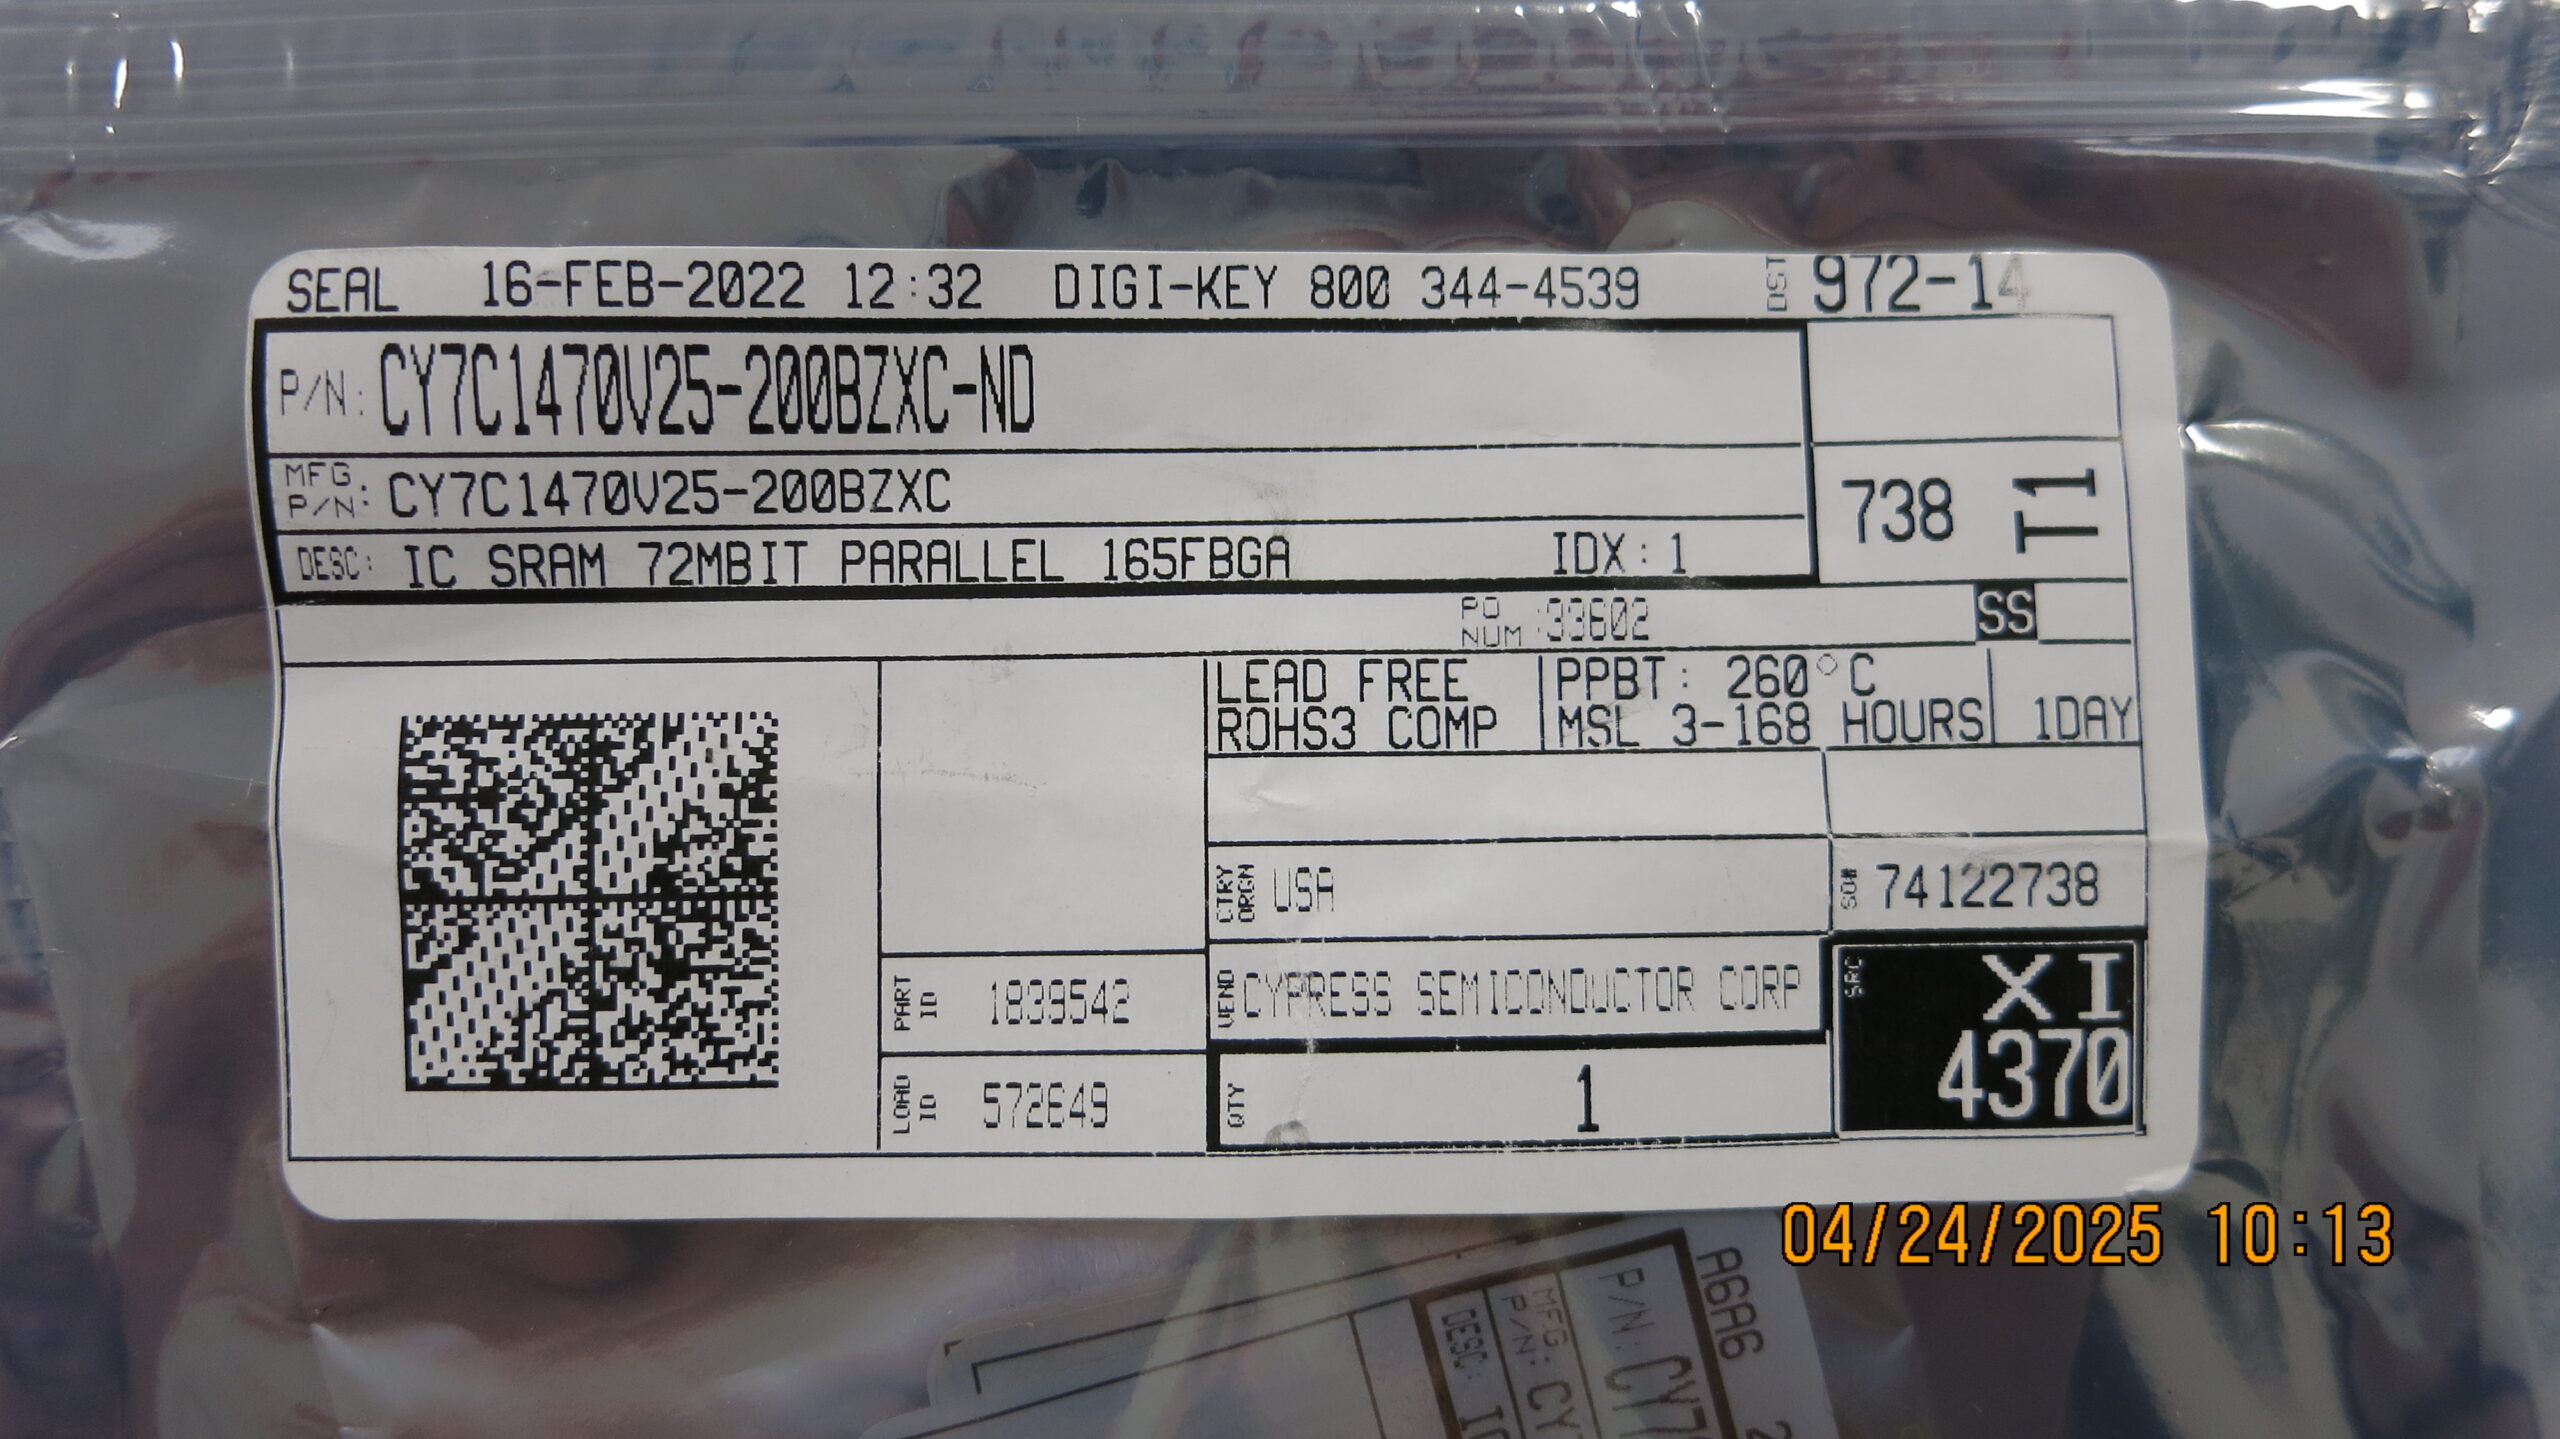 SEAL 16-FEB-2022 12:32 DIGI-KEY 800 344-4539 DST 972-14
P/N: CY7C1470V25-200BZXC-ND
MFG P/N: CY7C1470V25-200BZXC
738 T1
DESC: IC SRAM 72MBIT PARALLEL 165FBGA IDX:1
PO NUM :33602 SS
LEAD FREE PPBT: 260°C
ROHS3 COMP MSL 3-168 HOURS 1DAY
CTRY ORGN USA SO# 74122738
PART ID 1839542 VEND CYPRESS SEMICONDUCTOR CORP SRC XI
4370
LOAD ID 572649 QTY 1
04/24/2025 10:13
A6A6
P/N: CY7
MFG P/N: CY
DESC: I